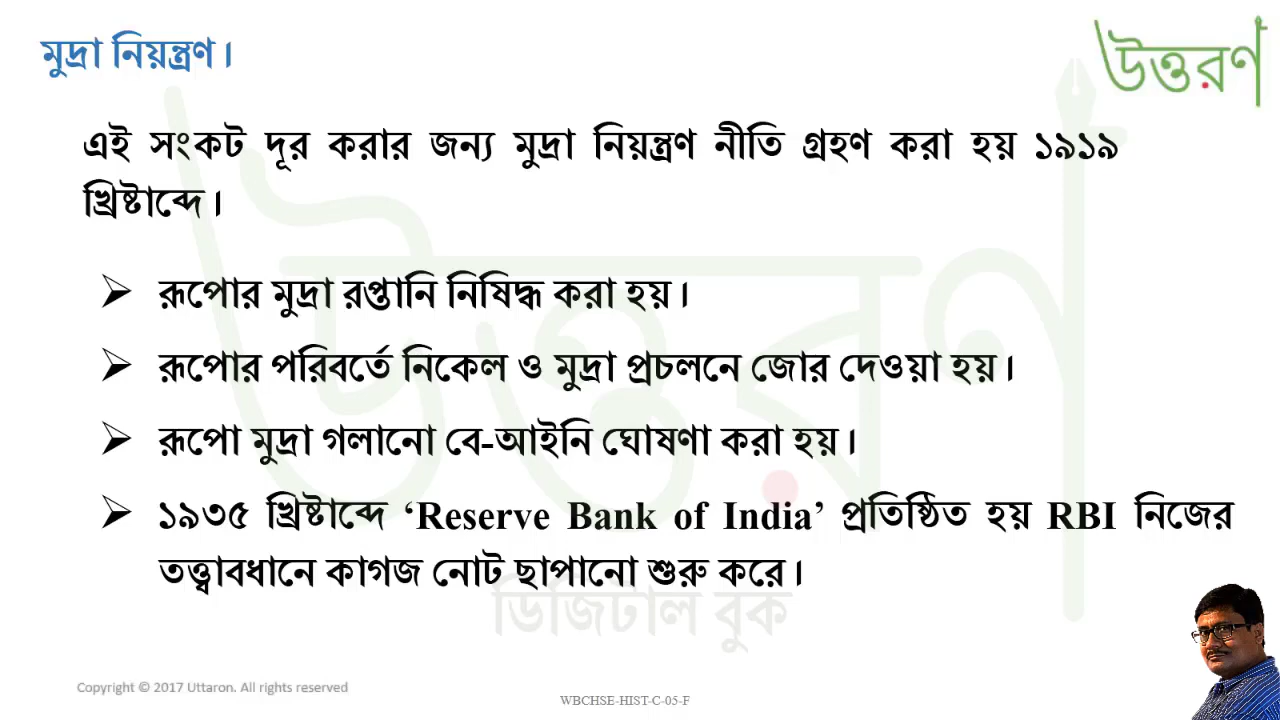 মুদ্রা নিয়ন্ত্রণ।
উত্তরণ
এই সংকট দূর করার জন্য মুদ্রা নিয়ন্ত্রণ নীতি গ্রহণ করা হয় ১৯১৯
খ্রিষ্টাব্দে।
➢ রূপোর মুদ্রা রপ্তানি নিষিদ্ধ করা হয়।
➢ রূপোর পরিবর্তে নিকেল ও মুদ্রা প্রচলনে জোর দেওয়া হয়।
➢ রূপো মুদ্রা গলানো বে-আইনি ঘোষণা করা হয়।
➢ ১৯৩৫ খ্রিষ্টাব্দে ‘Reserve Bank of India’ প্রতিষ্ঠিত হয় RBI নিজের
তত্ত্বাবধানে কাগজ নোট ছাপানো শুরু করে।
উত্তরণ
ডিজিটাল বুক
Copyright © 2017 Uttaron. All rights reserved
WBCHSE-HIST-C-05-F